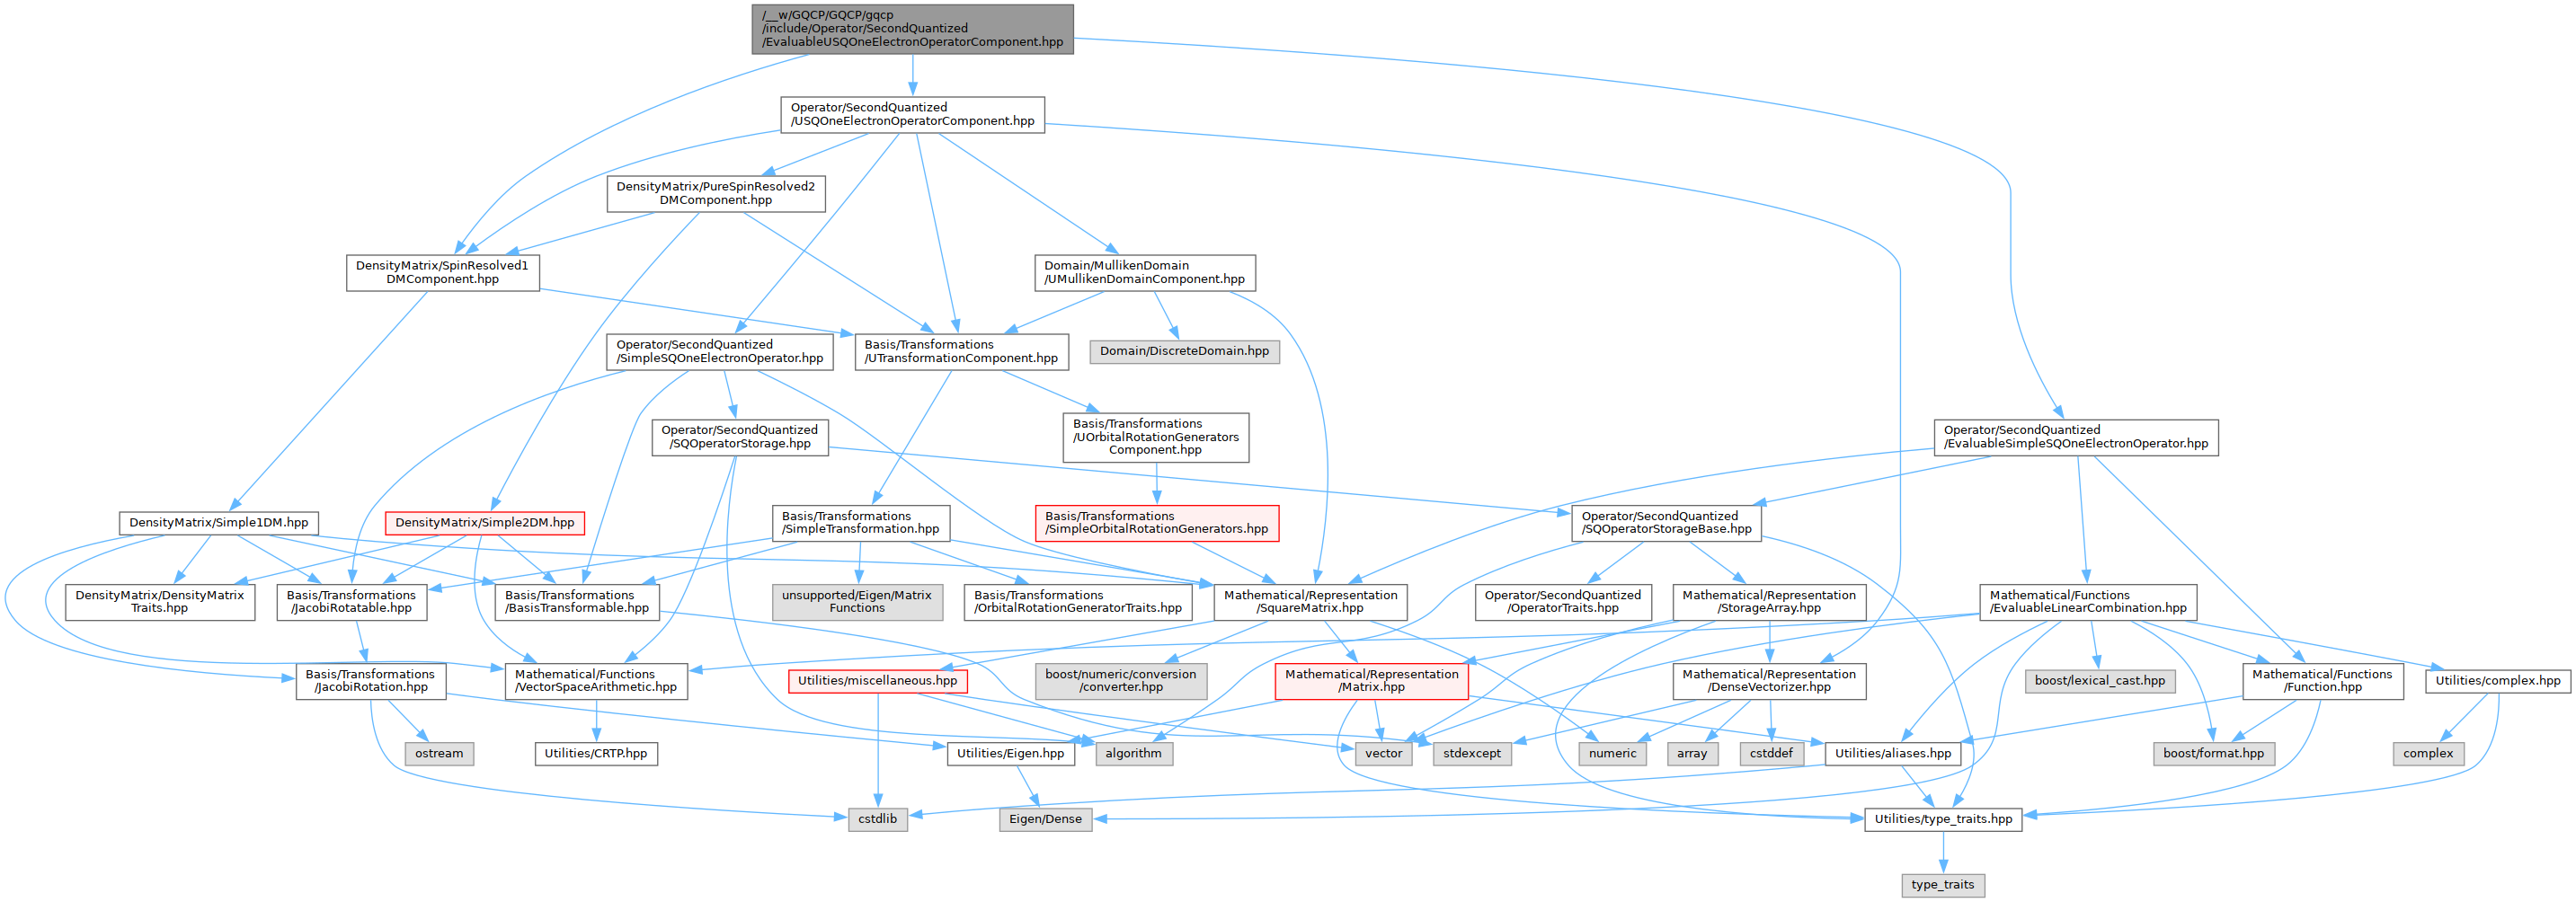 /__w/GQCP/GQCP/gqcp
/include/Operator/SecondQuantized
/EvaluableUSQOneElectronOperatorComponent.hpp
Operator/SecondQuantized
/USQOneElectronOperatorComponent.hpp
DensityMatrix/PureSpinResolved2
DMComponent.hpp
DensityMatrix/SpinResolved1
DMComponent.hpp
Domain/MullikenDomain
/UMullikenDomainComponent.hpp
Operator/SecondQuantized
/SimpleSQOneElectronOperator.hpp
Basis/Transformations
/UTransformationComponent.hpp
Domain/DiscreteDomain.hpp
Operator/SecondQuantized
/SQOperatorStorage.hpp
Basis/Transformations
/UOrbitalRotationGenerators
Component.hpp
Operator/SecondQuantized
/EvaluableSimpleSQOneElectronOperator.hpp
DensityMatrix/Simple1DM.hpp
DensityMatrix/Simple2DM.hpp
Basis/Transformations
/SimpleTransformation.hpp
Basis/Transformations
/SimpleOrbitalRotationGenerators.hpp
Operator/SecondQuantized
/SQOperatorStorageBase.hpp
DensityMatrix/DensityMatrix
Traits.hpp
Basis/Transformations
/JacobiRotatable.hpp
Basis/Transformations
/BasisTransformable.hpp
unsupported/Eigen/Matrix
Functions
Basis/Transformations
/OrbitalRotationGeneratorTraits.hpp
Mathematical/Representation
/SquareMatrix.hpp
Operator/SecondQuantized
/OperatorTraits.hpp
Mathematical/Representation
/StorageArray.hpp
Mathematical/Functions
/EvaluableLinearCombination.hpp
Basis/Transformations
/JacobiRotation.hpp
Mathematical/Functions
/VectorSpaceArithmetic.hpp
Utilities/miscellaneous.hpp
boost/numeric/conversion
/converter.hpp
Mathematical/Representation
/Matrix.hpp
Mathematical/Representation
/DenseVectorizer.hpp
boost/lexical_cast.hpp
Mathematical/Functions
/Function.hpp
Utilities/complex.hpp
ostream
Utilities/CRTP.hpp
Utilities/Eigen.hpp
algorithm
vector
stdexcept
numeric
array
cstddef
Utilities/aliases.hpp
boost/format.hpp
complex
cstdlib
Eigen/Dense
Utilities/type_traits.hpp
type_traits